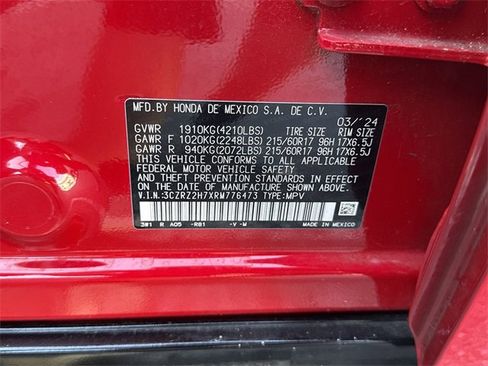 MFD.BY HONDA DE MEXICO S.A. DE C.V.
03/'24
GVWR 1910KG(4210LBS) TIRE SIZE RIM SIZE
GAWR F 1020KG(2248LBS) 215/60R17 96H 17X6.5J
GAWR R 940KG(2072LBS) 215/60R17 96H 17X6.5J
THIS VEHICLE CONFORMS TO ALL APPLICABLE
FEDERAL MOTOR VEHICLE SAFETY
AND THEFT PREVENTION STANDARDS IN EFFECT
ON THE DATE OF MANUFACTURE SHOWN ABOVE.
V.I.N.:3CZRZ2H7XRM776473 TYPE:MPV
3W1 R A05 -R81 -V -M